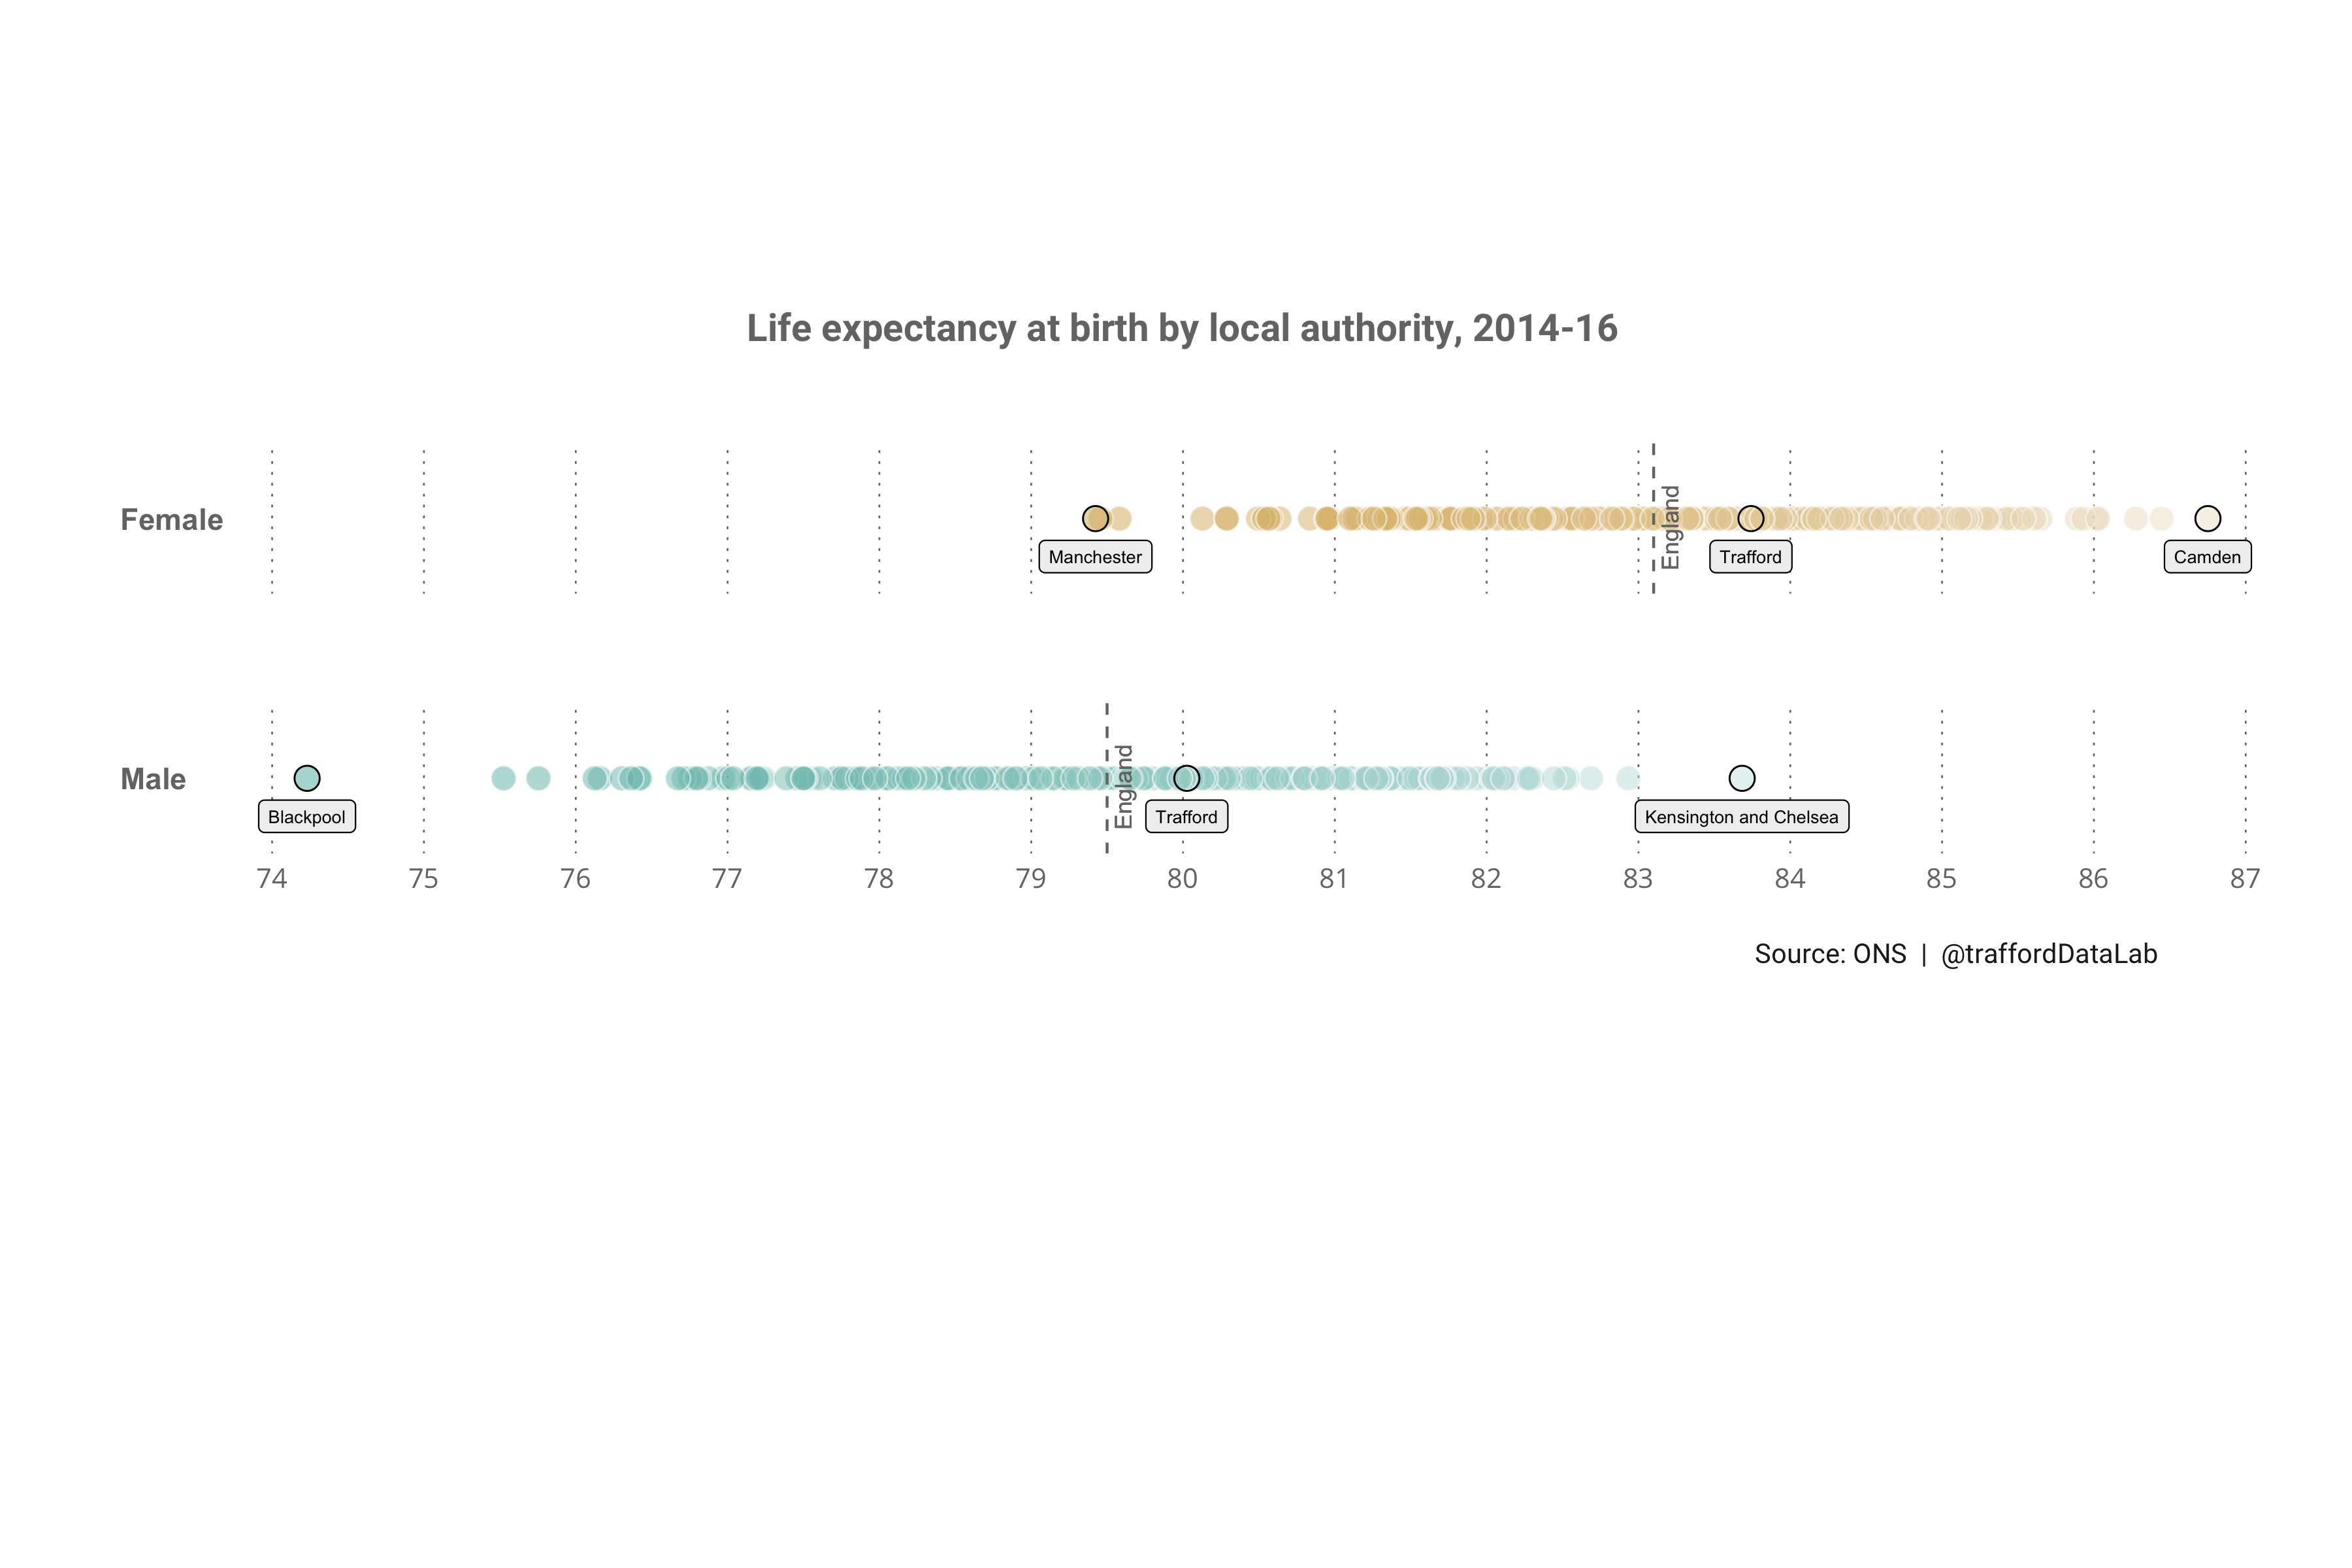 Life expectancy at birth by local authority, 2014-16
Female
England
Manchester
Trafford
Camden
Male
England
Blackpool
Trafford
Kensington and Chelsea
74 75 76 77 78 79 80 81 82 83 84 85 86 87
Source: ONS | @traffordDataLab